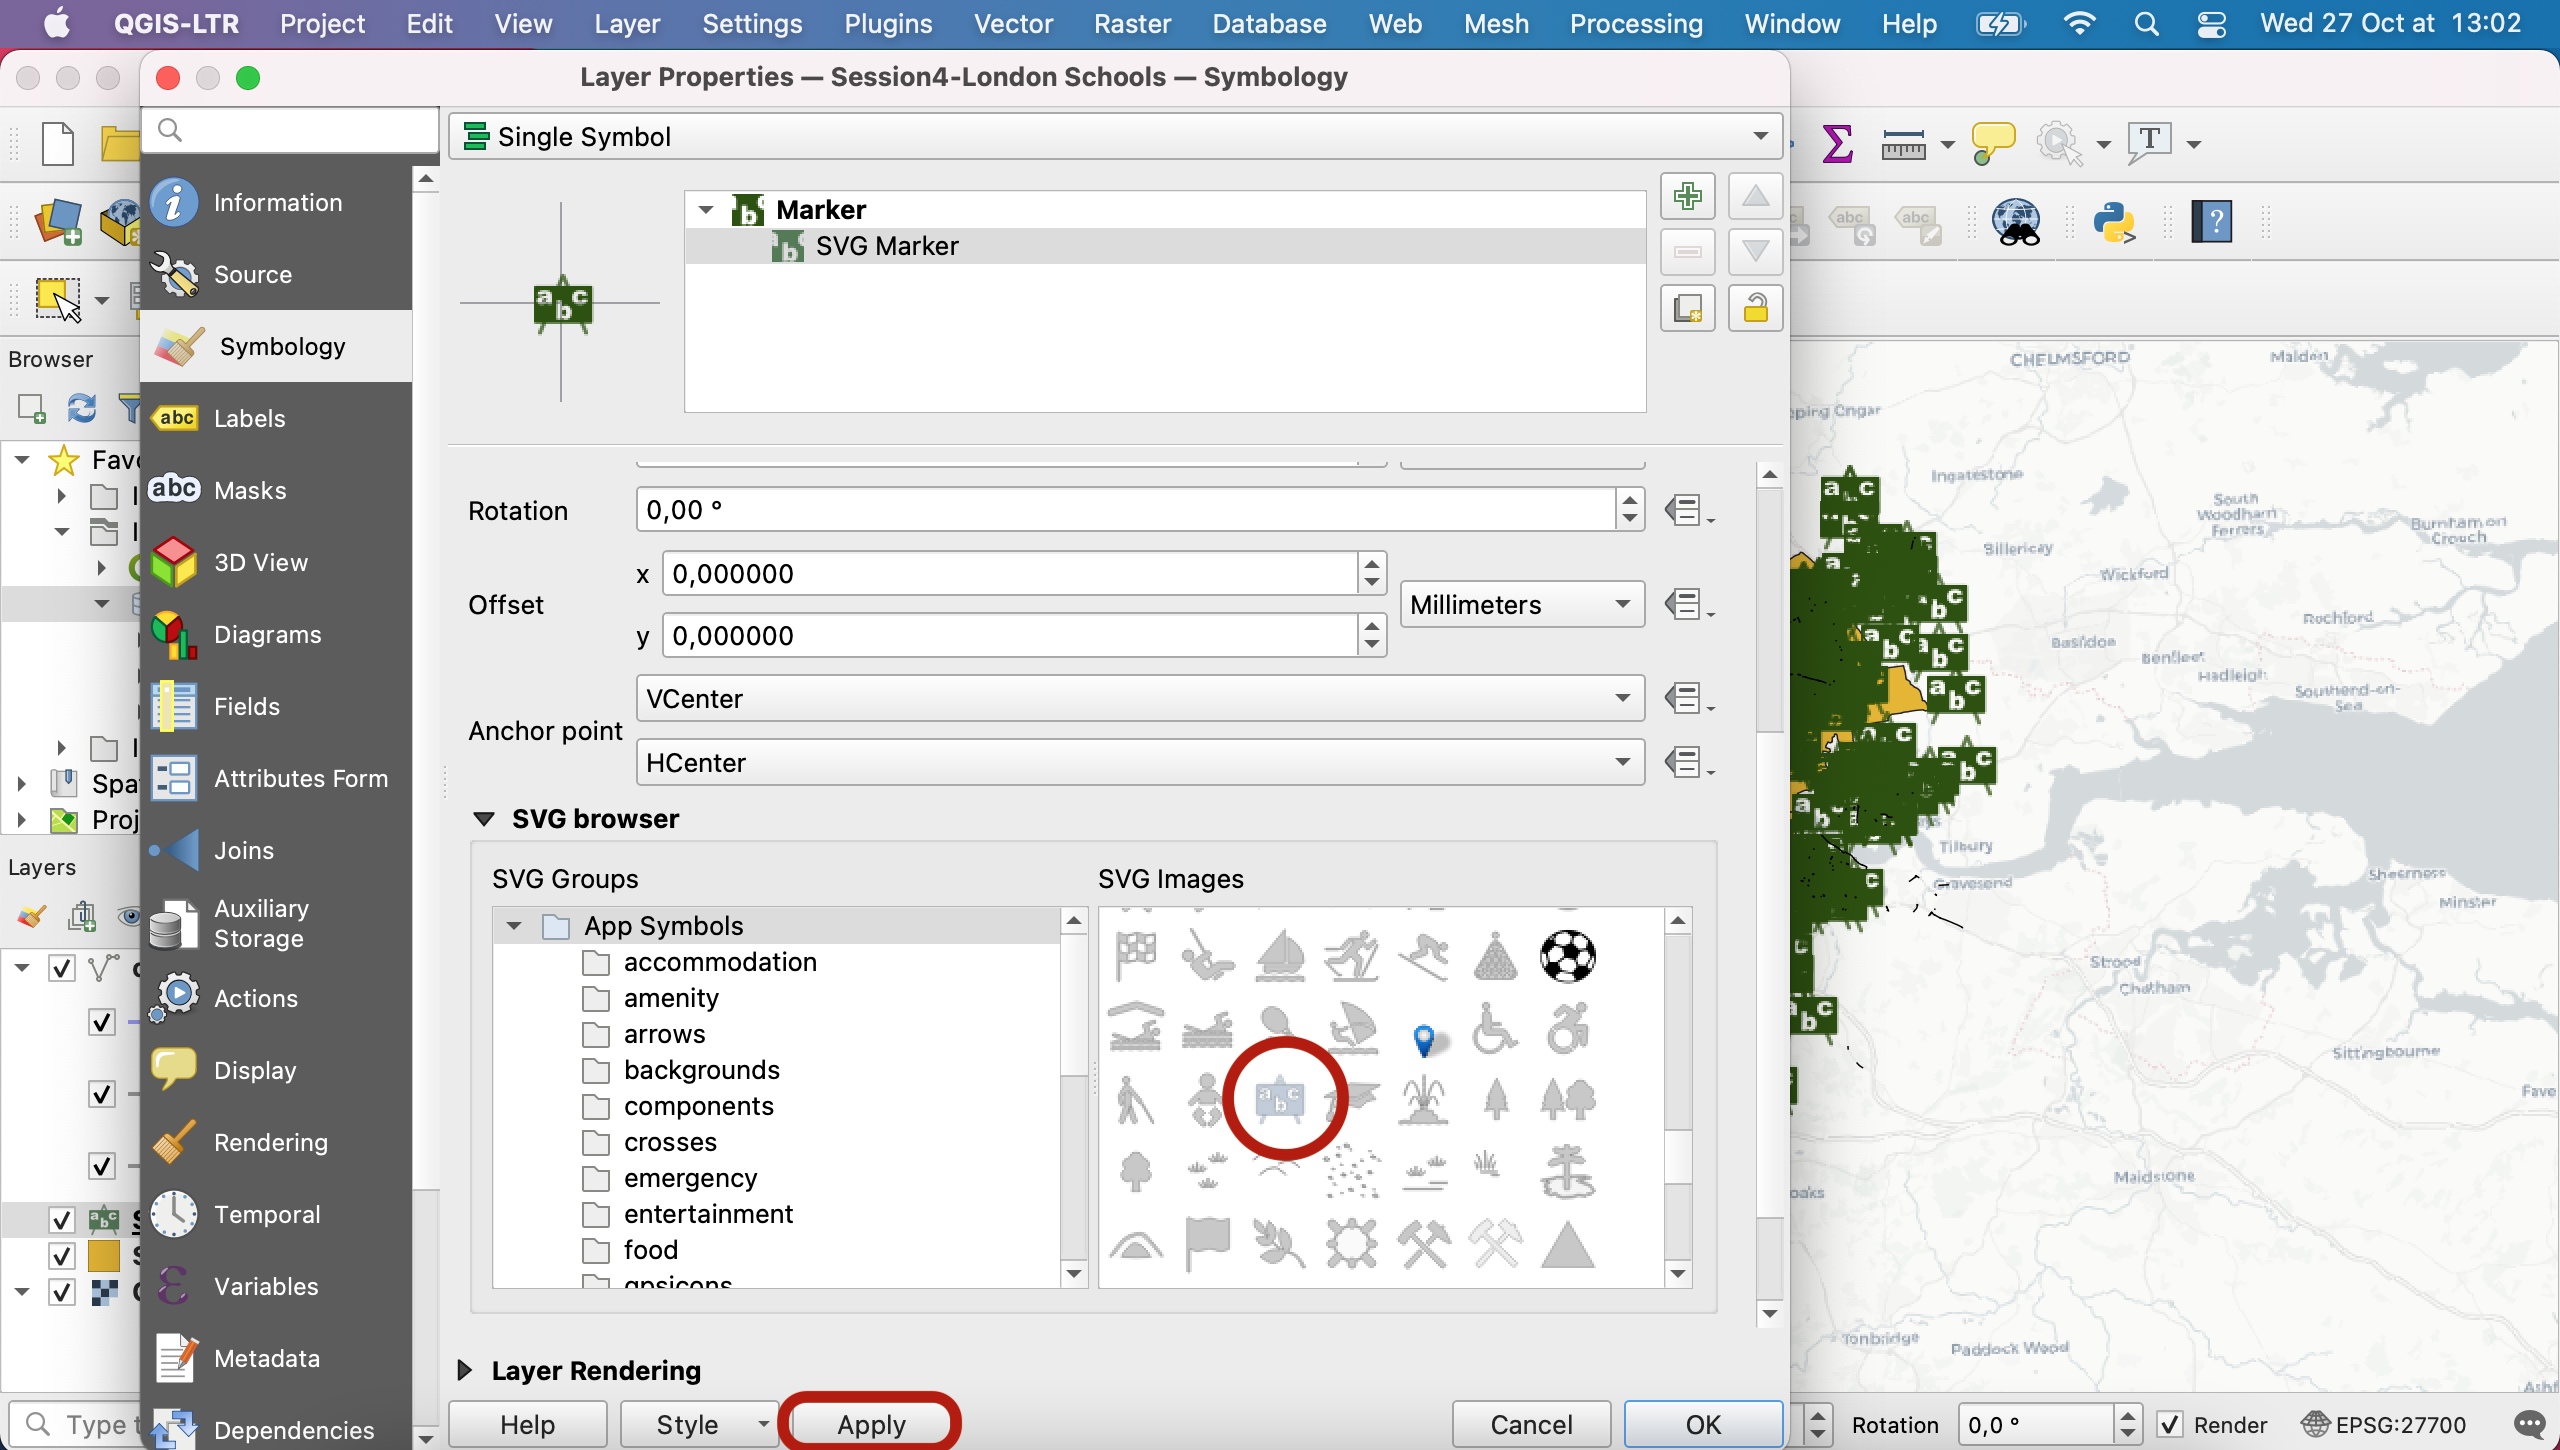 QGIS-LTR Project Edit View Layer Settings Plugins Vector Raster Database Web Mesh Processing Window Help Wed 27 Oct at 13:02
Layer Properties — Session4-London Schools — Symbology
Single Symbol
Information
Source
Symbology
Labels
Masks
3D View
Diagrams
Fields
Attributes Form
Joins
Auxiliary
Storage
Actions
Display
Rendering
Temporal
Variables
Metadata
Dependencies
Marker
SVG Marker
Rotation
0,00 °
Offset
x
0,000000
y
0,000000
Millimeters
Anchor point
VCenter
HCenter
SVG browser
SVG Groups
SVG Images
App Symbols
accommodation
amenity
arrows
backgrounds
components
crosses
emergency
entertainment
food
gpsicons
Layer Rendering
Help
Style
Apply
Cancel
OK
Browser
Layers
CHELMSFORD
Maldon
Ingatestone
South
Woodham
Ferrers
Burnham on
Crouch
Billericay
Wickford
Rochford
Basildon
Benfleet
Hadleigh
Southend-on-
Sea
Tilbury
Gravesend
Sheerness
Minster
Strood
Chatham
Sittingbourne
Maidstone
Tonbridge
Paddock Wood
Rotation
0,0 °
Render
EPSG:27700